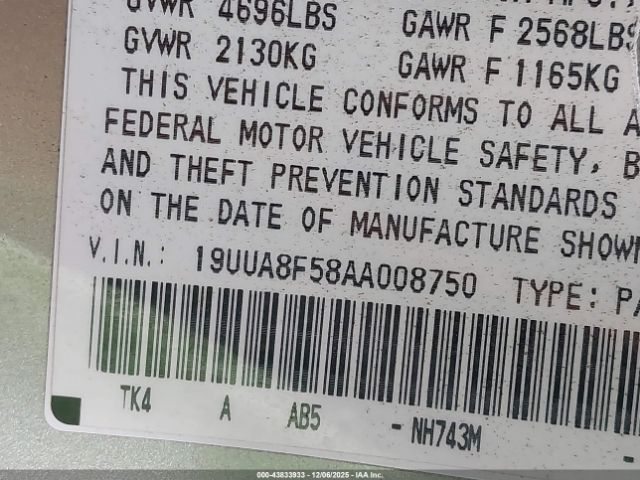 GVWR 4696LBS GAWR F 2568LBS
GVWR 2130KG GAWR F 1165KG
THIS VEHICLE CONFORMS TO ALL A
FEDERAL MOTOR VEHICLE SAFETY, B
AND THEFT PREVENTION STANDARDS
ON THE DATE OF MANUFACTURE SHOWN
V.I.N.: 19UUA8F58AA008750 TYPE: PA
TK4 A AB5 - NH743M -
000-43833933 - 12/06/2025 - IAA Inc.